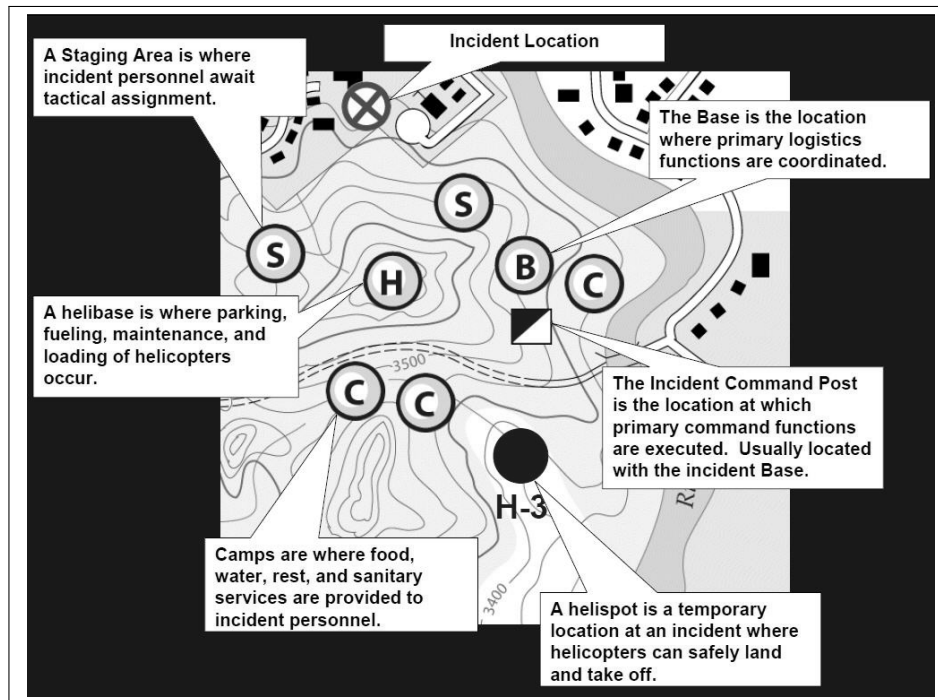 Incident Location
A Staging Area is where
incident personnel await
tactical assignment.
The Base is the location
where primary logistics
functions are coordinated.
S
S
B
C
H
A helibase is where parking,
fueling, maintenance, and
loading of helicopters
occur.
3500
C
C
The Incident Command Post
is the location at which
primary command functions
are executed.  Usually located
with the incident Base.
H-3
Camps are where food,
water, rest, and sanitary
services are provided to
incident personnel.
3400
A helispot is a temporary
location at an incident where
helicopters can safely land
and take off.